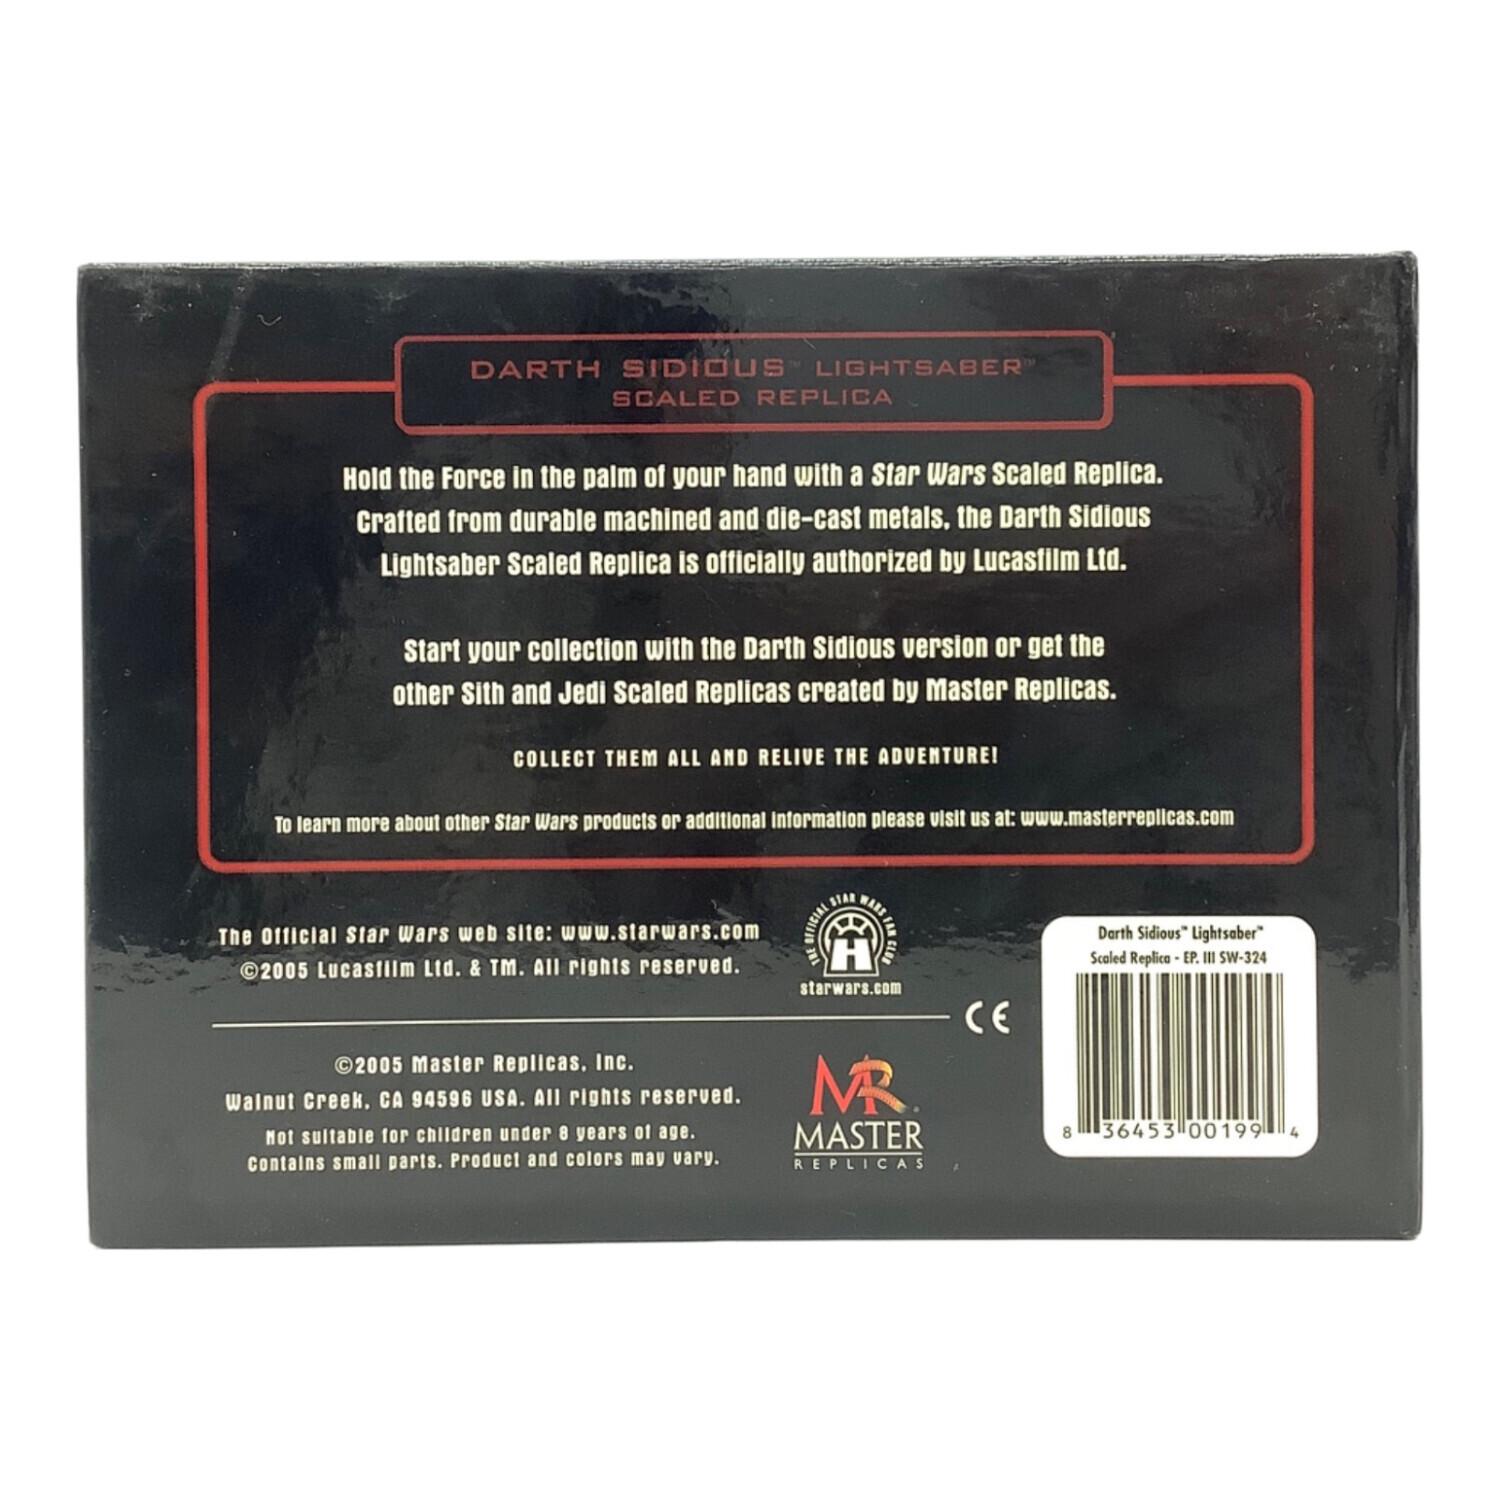 DARTH SIDIOUS™ LIGHTSABER™
SCALED REPLICA
Hold the Force in the palm of your hand with a Star Wars Scaled Replica.
Crafted from durable machined and die-cast metals, the Darth Sidious
Lightsaber Scaled Replica is officially authorized by Lucasfilm Ltd.
Start your collection with the Darth Sidious version or get the
other Sith and Jedi Scaled Replicas created by Master Replicas.
COLLECT THEM ALL AND RELIVE THE ADVENTURE!
To learn more about other Star Wars products or additional information please visit us at: www.masterreplicas.com
The Official Star Wars web site: www.starwars.com
©2005 Lucasfilm Ltd. & TM. All rights reserved.
THE OFFICIAL STAR WARS FAN CLUB
H
starwars.com
CE
©2005 Master Replicas, Inc.
Walnut Creek, CA 94596 USA. All rights reserved.
Not suitable for children under 8 years of age.
Contains small parts. Product and colors may vary.
MR®
MASTER
REPLICAS
Darth Sidious™ Lightsaber™
Scaled Replica - EP. III SW-324
8 36453 00199 4